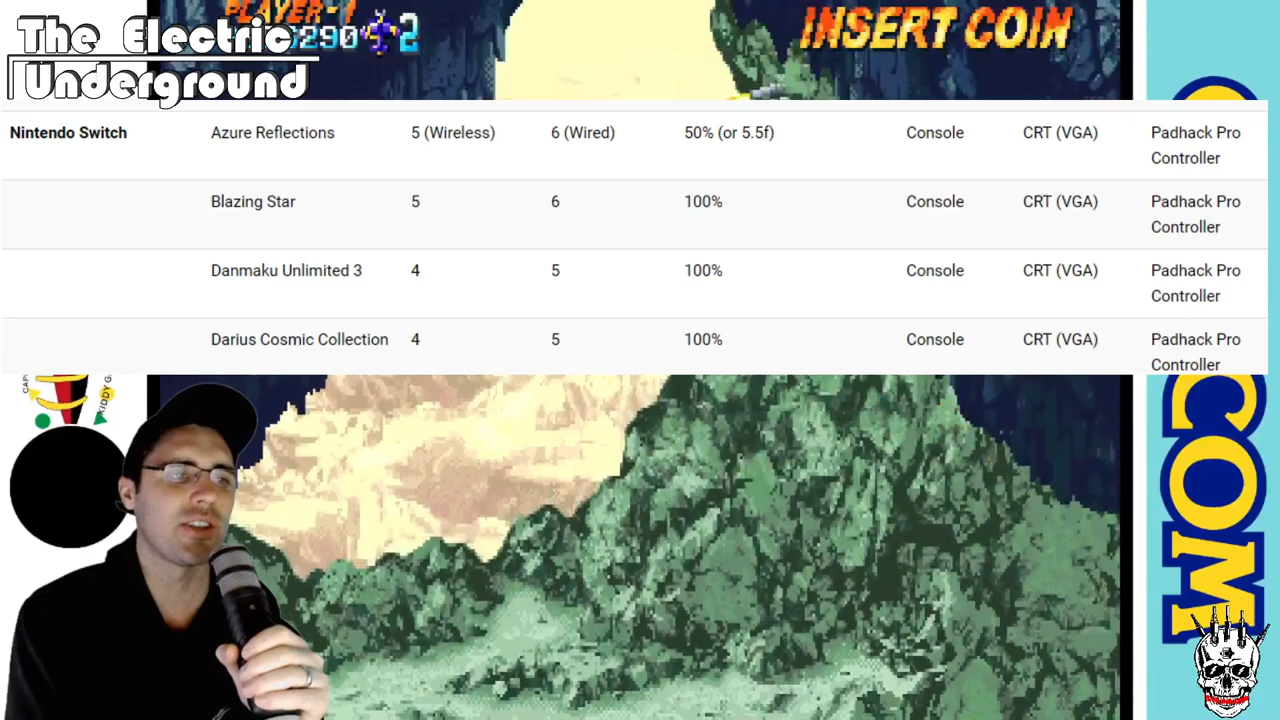 The Electric
Underground
PLAYER-1
290 2
INSERT COIN
Nintendo Switch Azure Reflections 5 (Wireless) 6 (Wired) 50% (or 5.5f) Console CRT (VGA) Padhack Pro
Controller
Blazing Star 5 6 100% Console CRT (VGA) Padhack Pro
Controller
Danmaku Unlimited 3 4 5 100% Console CRT (VGA) Padhack Pro
Controller
Darius Cosmic Collection 4 5 100% Console CRT (VGA) Padhack Pro
Controller
COM